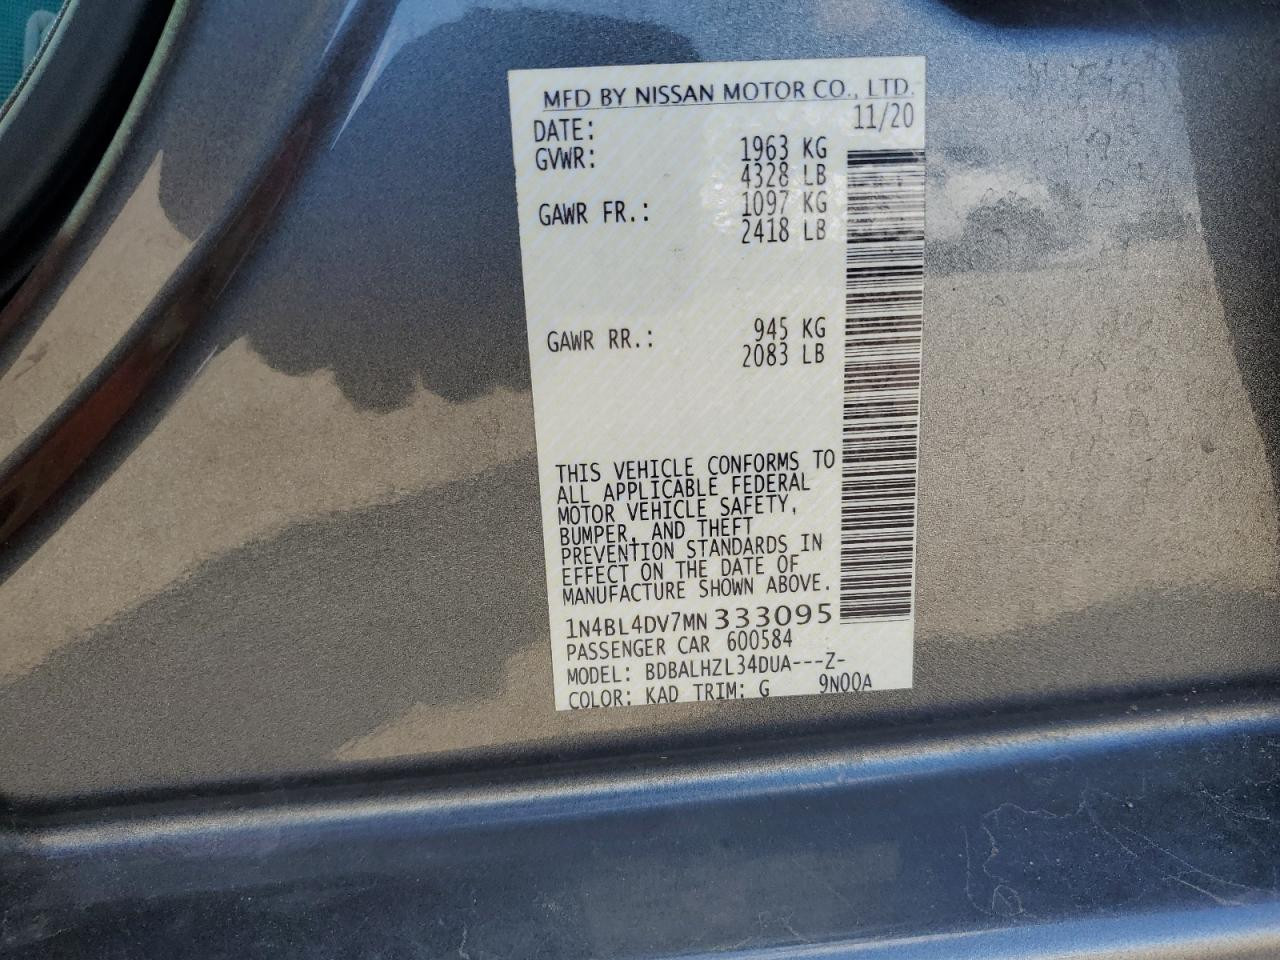 MFD BY NISSAN MOTOR CO., LTD.
DATE: 11/20
GVWR: 1963 KG
4328 LB
GAWR FR.: 1097 KG
2418 LB
GAWR RR.: 945 KG
2083 LB
THIS VEHICLE CONFORMS TO
ALL APPLICABLE FEDERAL
MOTOR VEHICLE SAFETY,
BUMPER, AND THEFT
PREVENTION STANDARDS IN
EFFECT ON THE DATE OF
MANUFACTURE SHOWN ABOVE.
1N4BL4DV7MN333095
PASSENGER CAR 600584
MODEL: BDBALHZL34DUA---Z-
COLOR: KAD TRIM: G 9N00A